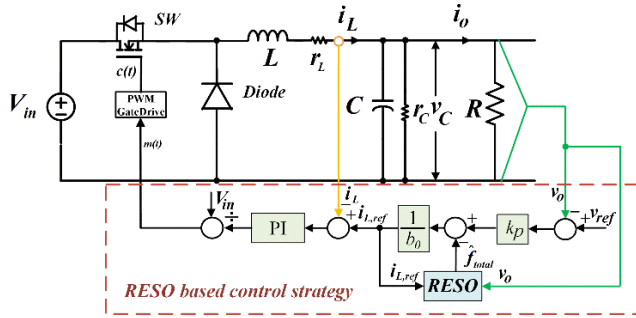 SW
i_L
i_o
L
r_L
c(t)
Diode
C
r_C
v_C
R
V_in
PWM
GateDrive
m(t)
V_in
÷
PI
i_L
−
+
i_L,ref
1/b_0
+
−
k_p
v_o
−
+
v_ref
f̂_total
i_L,ref
RESO
v_o
RESO based control strategy